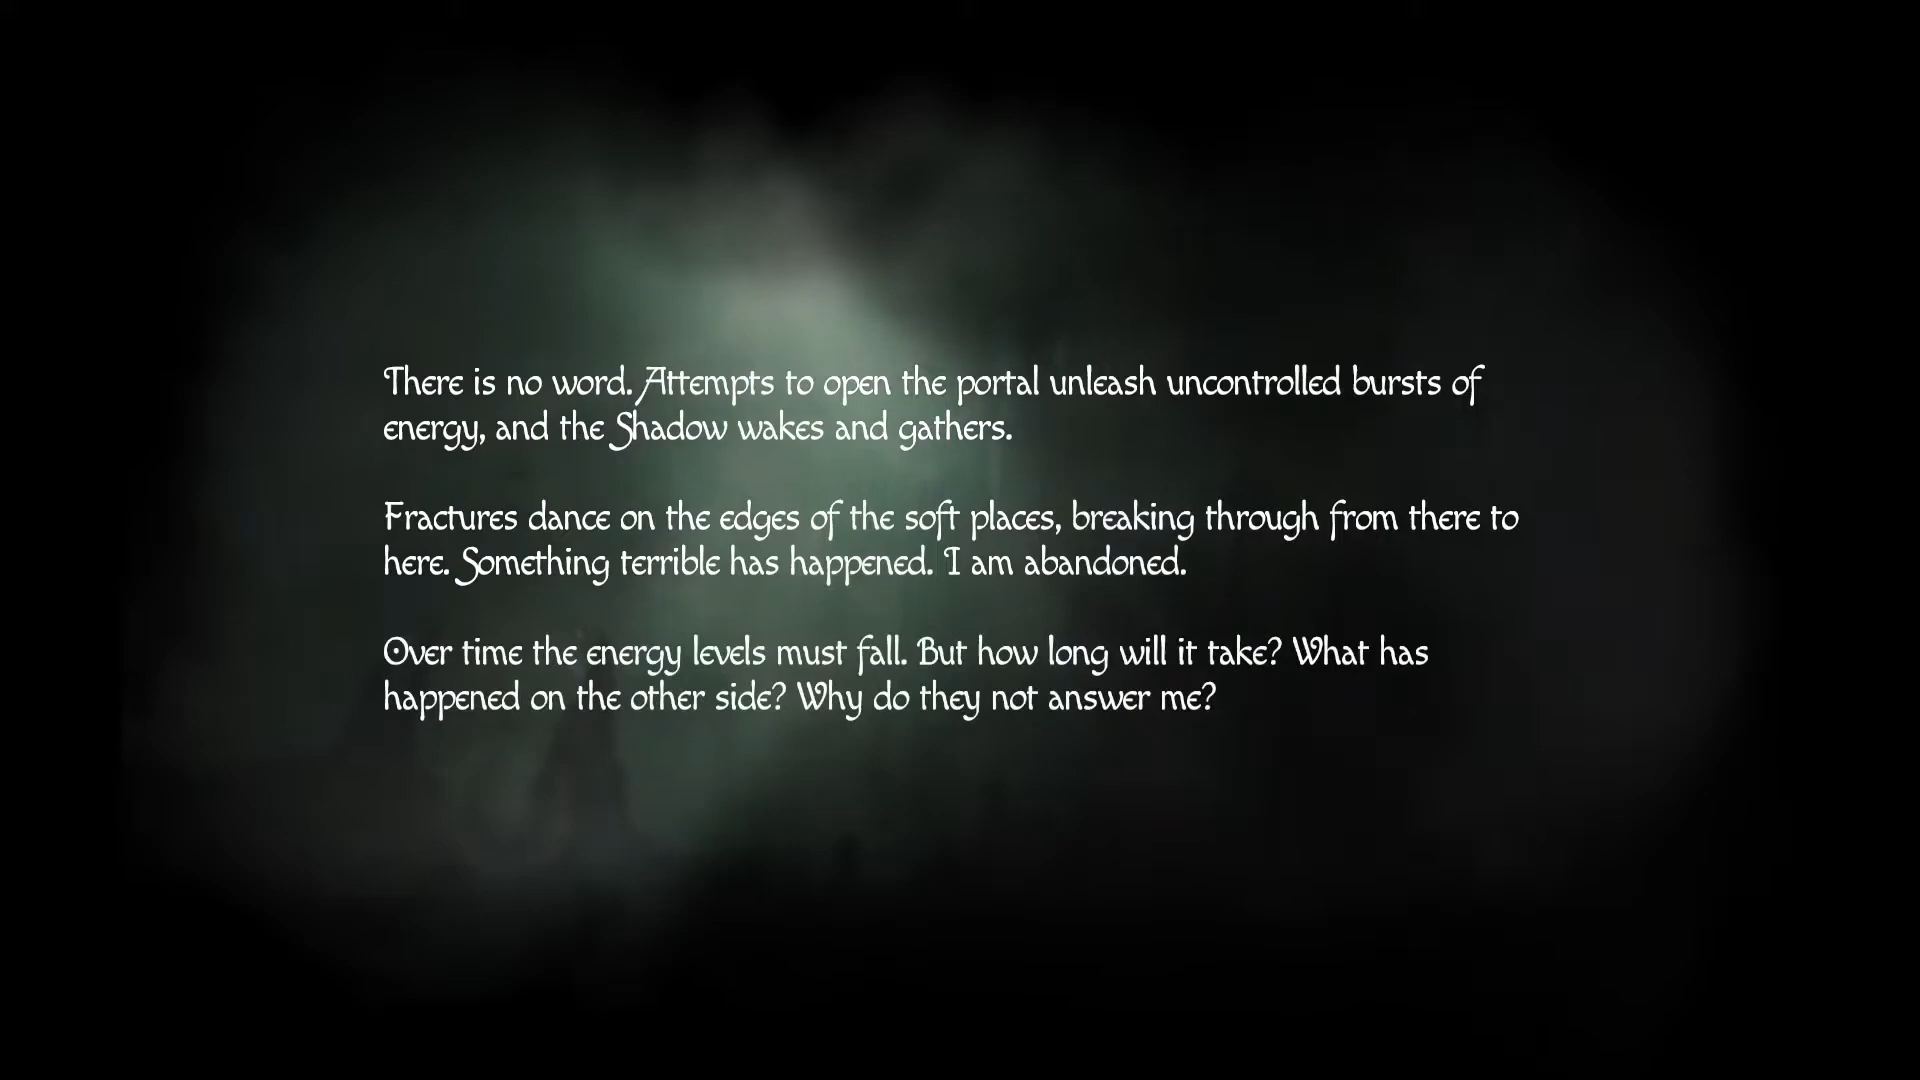 There is no word. Attempts to open the portal unleash uncontrolled bursts of
energy, and the Shadow wakes and gathers.
Fractures dance on the edges of the soft places, breaking through from there to
here. Something terrible has happened. I am abandoned.
Over time the energy levels must fall. But how long will it take? What has
happened on the other side? Why do they not answer me?